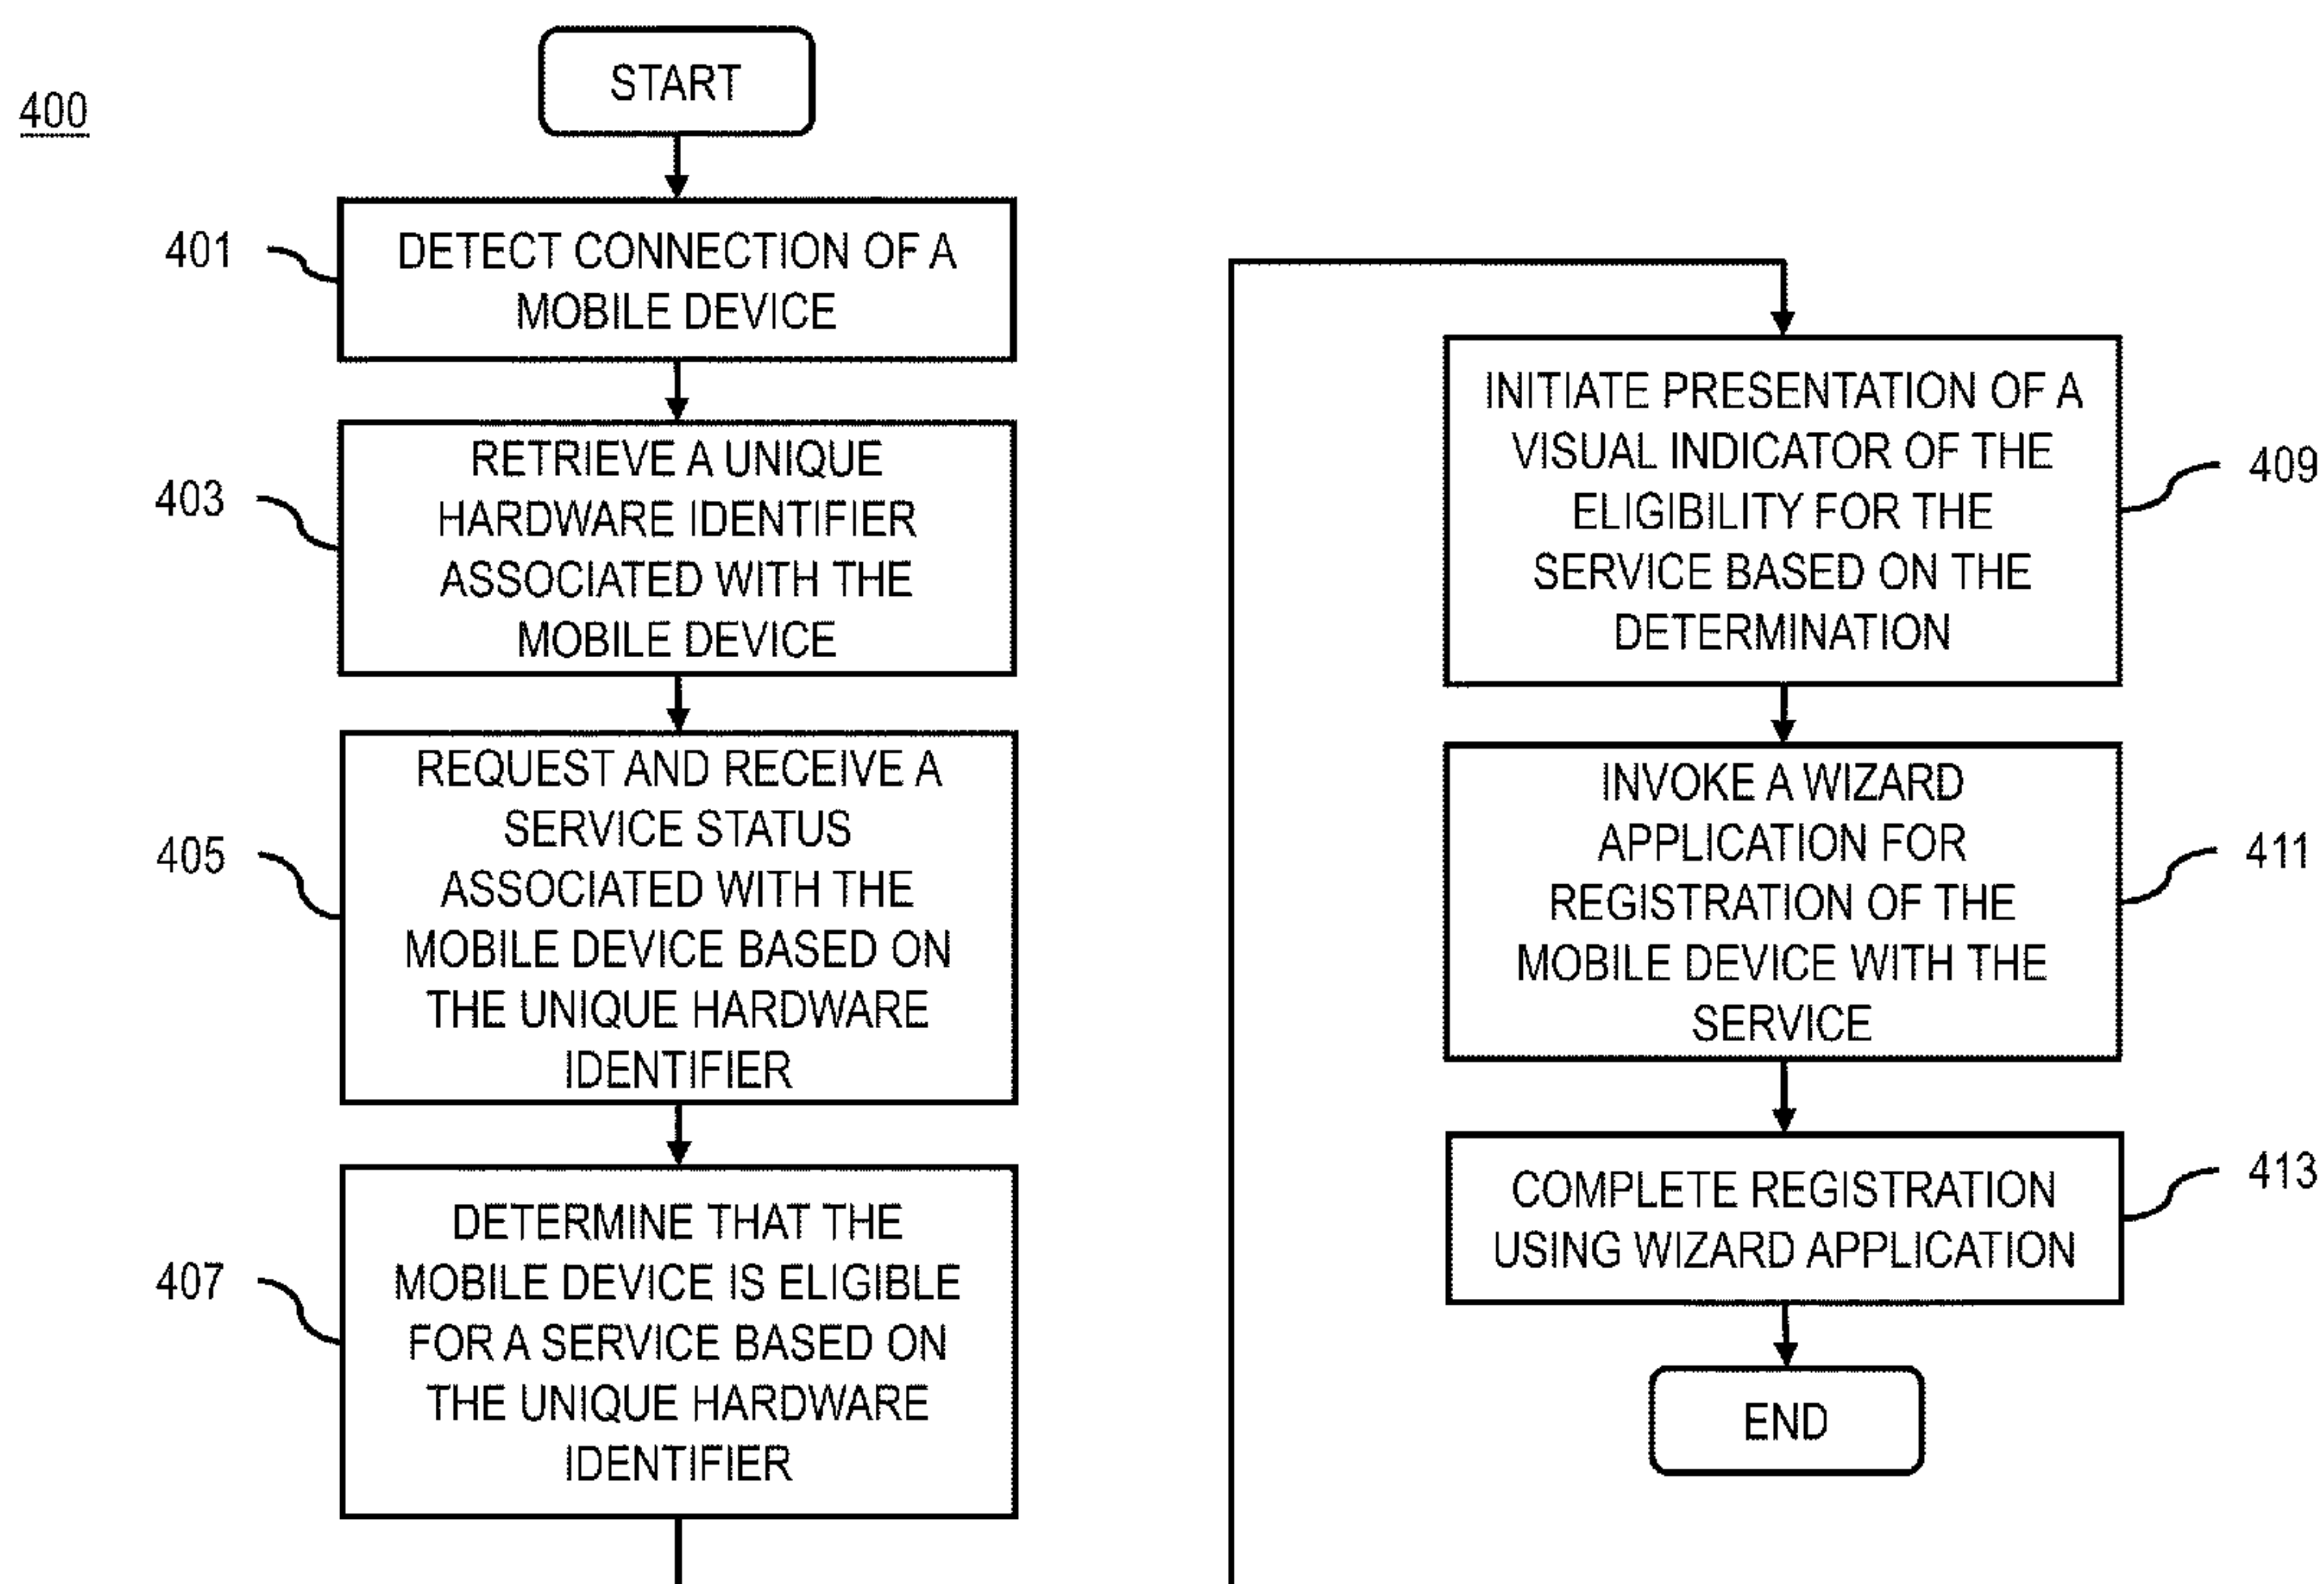 400
START
401
DETECT CONNECTION OF A
MOBILE DEVICE
403
RETRIEVE A UNIQUE
HARDWARE IDENTIFIER
ASSOCIATED WITH THE
MOBILE DEVICE
405
REQUEST AND RECEIVE A
SERVICE STATUS
ASSOCIATED WITH THE
MOBILE DEVICE BASED ON
THE UNIQUE HARDWARE
IDENTIFIER
407
DETERMINE THAT THE
MOBILE DEVICE IS ELIGIBLE
FOR A SERVICE BASED ON
THE UNIQUE HARDWARE
IDENTIFIER
INITIATE PRESENTATION OF A
VISUAL INDICATOR OF THE
ELIGIBILITY FOR THE
SERVICE BASED ON THE
DETERMINATION
409
INVOKE A WIZARD
APPLICATION FOR
REGISTRATION OF THE
MOBILE DEVICE WITH THE
SERVICE
411
COMPLETE REGISTRATION
USING WIZARD APPLICATION
413
END